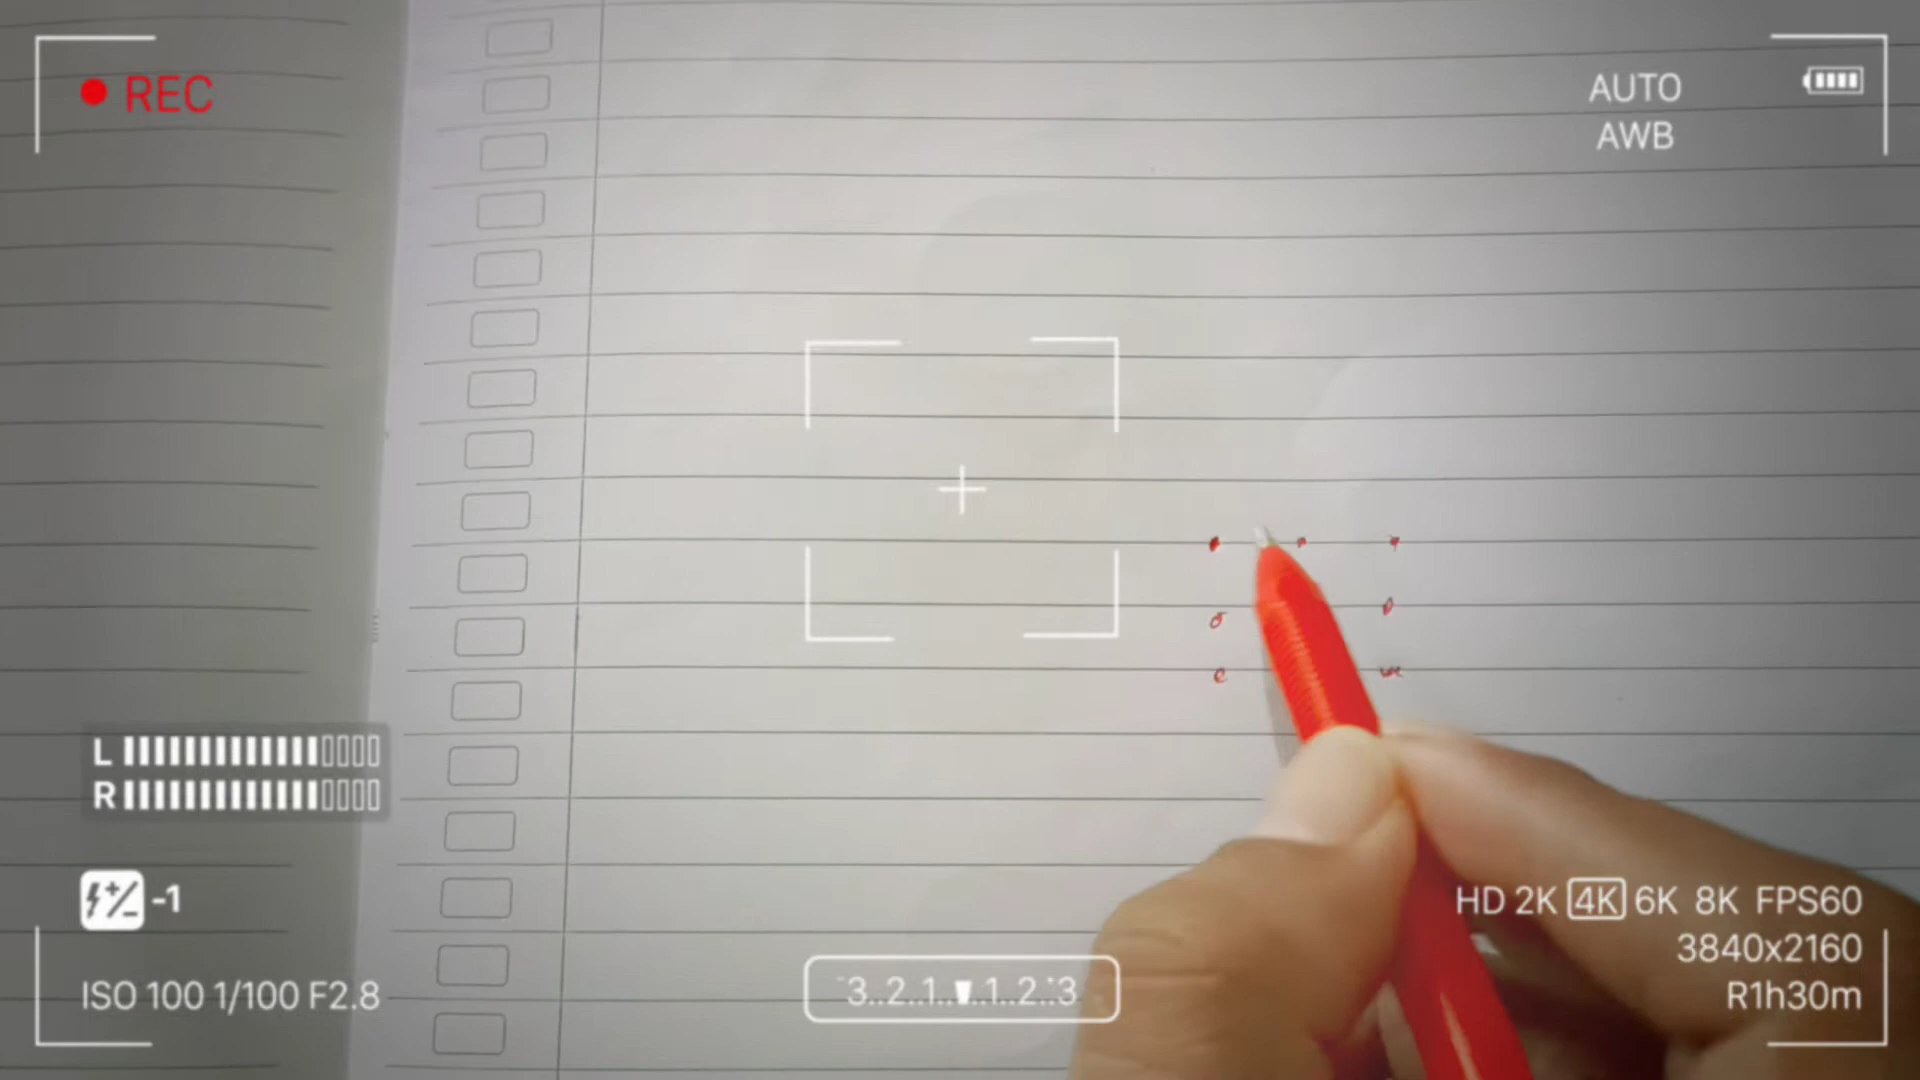 REC
AUTO
AWB
L
R
-1
ISO 100 1/100 F2.8
3..2..1....1..2..3
HD 2K 4K 6K 8K FPS60
3840x2160
R1h30m